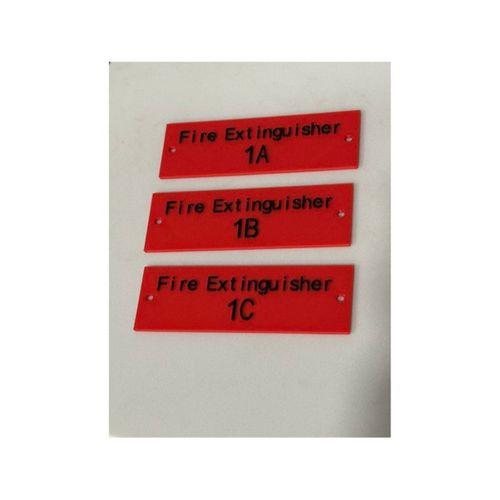 Fire Extinguisher
1A
Fire Extinguisher
1B
Fire Extinguisher
1C